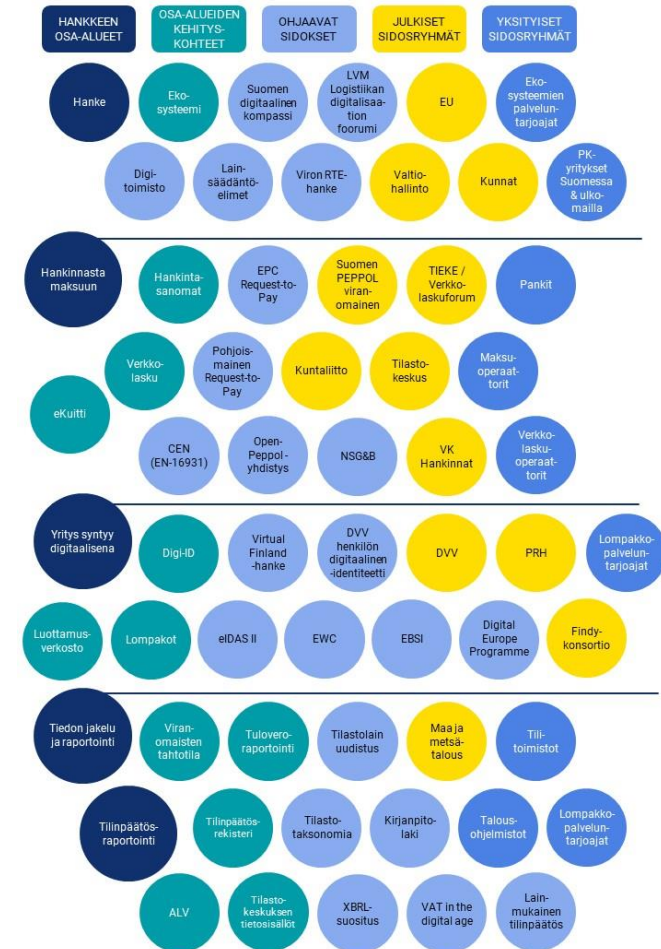 HANKKEEN
OSA-ALUEET
OSA-ALUEIDEN
KEHITYS-
KOHTEET
OHJAAVAT
SIDOKSET
JULKISET
SIDOSRYHMÄT
YKSITYISET
SIDOSRYHMÄT
Hanke
Eko-
systeemi
Suomen
digitaalinen
kompassi
LVM
Logistiikan
digitalisaa-
tion
foorumi
EU
Eko-
systeemien
palvelun-
tarjoajat
Digi-
toimisto
Lain-
säädäntö-
elimet
Viron RTE-
hanke
Valtio-
hallinto
Kunnat
PK-
yritykset
Suomessa
& ulko-
mailla
Hankinnasta
maksuun
Hankinta-
sanomat
EPC
Request-to-
Pay
Suomen
PEPPOL
viran-
omainen
TIEKE /
Verkko-
laskuforum
Pankit
Verkko-
lasku
Pohjois-
mainen
Request-to-
Pay
Kuntaliitto
Tilasto-
keskus
Maksu-
operaat-
torit
eKuitti
CEN
(EN-16931)
Open-
Peppol-
yhdistys
NSG&B
VK
Hankinnat
Verkko-
lasku-
operaat-
torit
Yritys syntyy
digitaalisena
Digi-ID
Virtual
Finland
-hanke
DVV
henkilön
digitaalinen
-identiteetti
DVV
PRH
Lompakko-
palvelun-
tarjoajat
Luottamus-
verkosto
Lompakot
eIDAS II
EWC
EBSI
Digital
Europe
Programme
Findy-
konsortio
Tiedon jakelu
ja raportointi
Viran-
omaisten
tahtotila
Tulovero-
raportointi
Tilastolain
uudistus
Maa ja
metsä-
talous
Tili-
toimistot
Tilinpäätös-
raportointi
Tilinpäätös-
rekisteri
Tilasto-
taksonomia
Kirjanpito-
laki
Talous-
ohjelmistot
Lompakko-
palvelun-
tarjoajat
ALV
Tilasto-
keskuksen
tietosisällöt
XBRL-
suositus
VAT in the
digital age
Lain-
mukainen
tilinpäätös